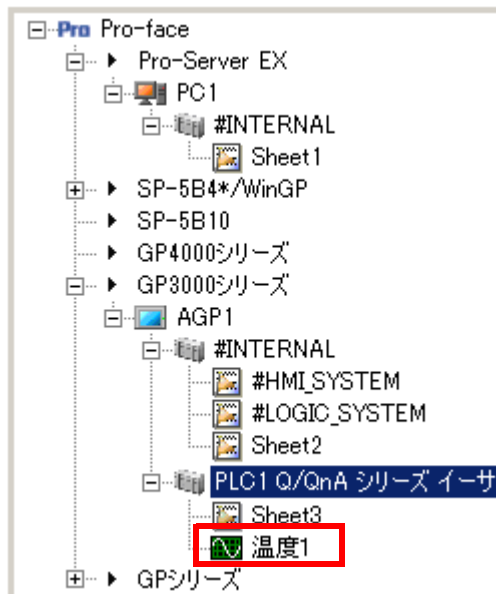 Pro Pro-face
Pro-Server EX
PC1
#INTERNAL
Sheet1
SP-5B4*/WinGP
SP-5B10
GP4000シリーズ
GP3000シリーズ
AGP1
#INTERNAL
#HMI_SYSTEM
#LOGIC_SYSTEM
Sheet2
PLC1 Q/QnA シリーズ イーサ
Sheet3
温度1
GPシリーズ